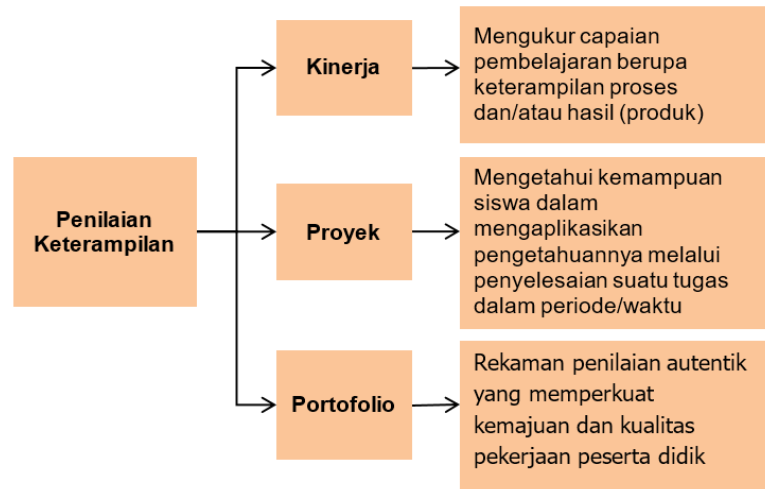 Penilaian
Keterampilan
Kinerja
Mengukur capaian
pembelajaran berupa
keterampilan proses
dan/atau hasil (produk)
Proyek
Mengetahui kemampuan
siswa dalam
mengaplikasikan
pengetahuannya melalui
penyelesaian suatu tugas
dalam periode/waktu
Portofolio
Rekaman penilaian autentik
yang memperkuat
kemajuan dan kualitas
pekerjaan peserta didik